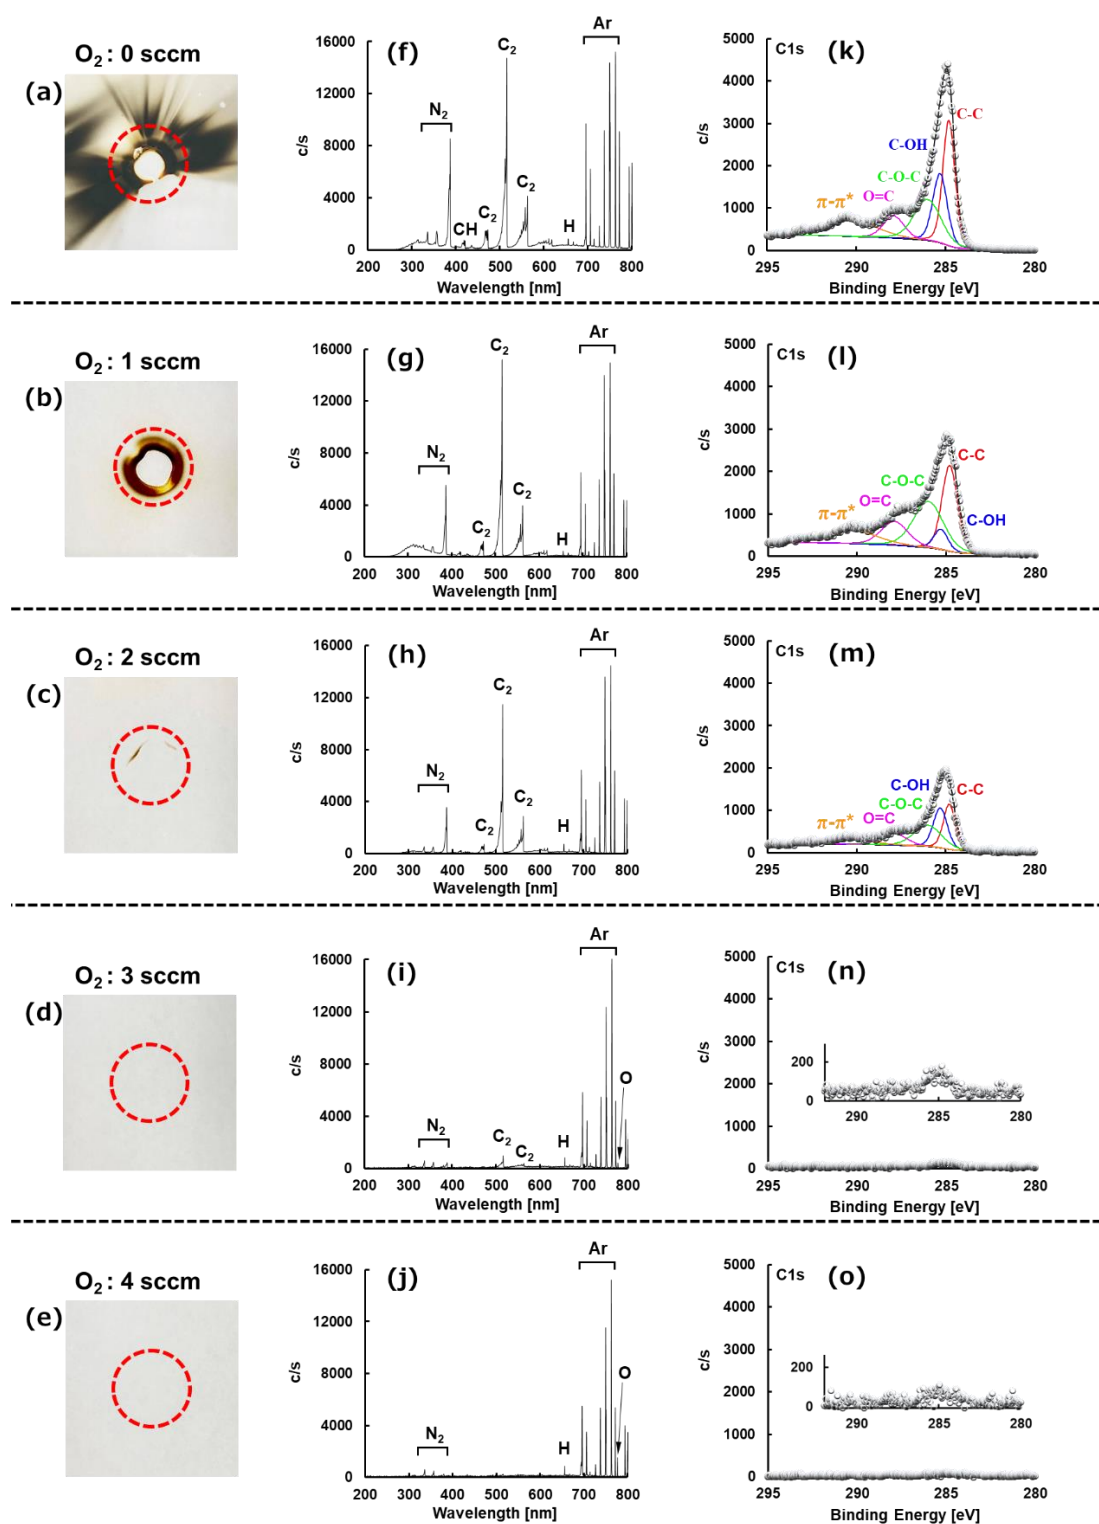 O₂ : 0 sccm
(a)
(f)
16000
12000
8000
4000
0
c/s
N₂
CH
C₂
C₂
C₂
H
Ar
200 300 400 500 600 700 800
Wavelength [nm]
(k)
C1s
5000
4000
3000
2000
1000
0
c/s
C-C
C-OH
C-O-C
O=C
π-π*
295 290 285 280
Binding Energy [eV]
O₂ : 1 sccm
(b)
(g)
16000
12000
8000
4000
0
c/s
N₂
C₂
C₂
C₂
H
Ar
200 300 400 500 600 700 800
Wavelength [nm]
(l)
C1s
5000
4000
3000
2000
1000
0
c/s
C-C
C-O-C
O=C
C-OH
π-π*
295 290 285 280
Binding Energy [eV]
O₂ : 2 sccm
(c)
(h)
16000
12000
8000
4000
0
c/s
N₂
C₂
C₂
C₂
H
Ar
200 300 400 500 600 700 800
Wavelength [nm]
(m)
C1s
5000
4000
3000
2000
1000
0
c/s
C-OH
C-C
C-O-C
O=C
π-π*
295 290 285 280
Binding Energy [eV]
O₂ : 3 sccm
(d)
(i)
16000
12000
8000
4000
0
c/s
N₂
C₂
C₂
H
Ar
O
200 300 400 500 600 700 800
Wavelength [nm]
(n)
C1s
5000
4000
3000
2000
1000
0
c/s
200
0
290 285 280
295 290 285 280
Binding Energy [eV]
O₂ : 4 sccm
(e)
(j)
16000
12000
8000
4000
0
c/s
N₂
H
Ar
O
200 300 400 500 600 700 800
Wavelength [nm]
(o)
C1s
5000
4000
3000
2000
1000
0
c/s
200
0
290 285 280
295 290 285 280
Binding Energy [eV]